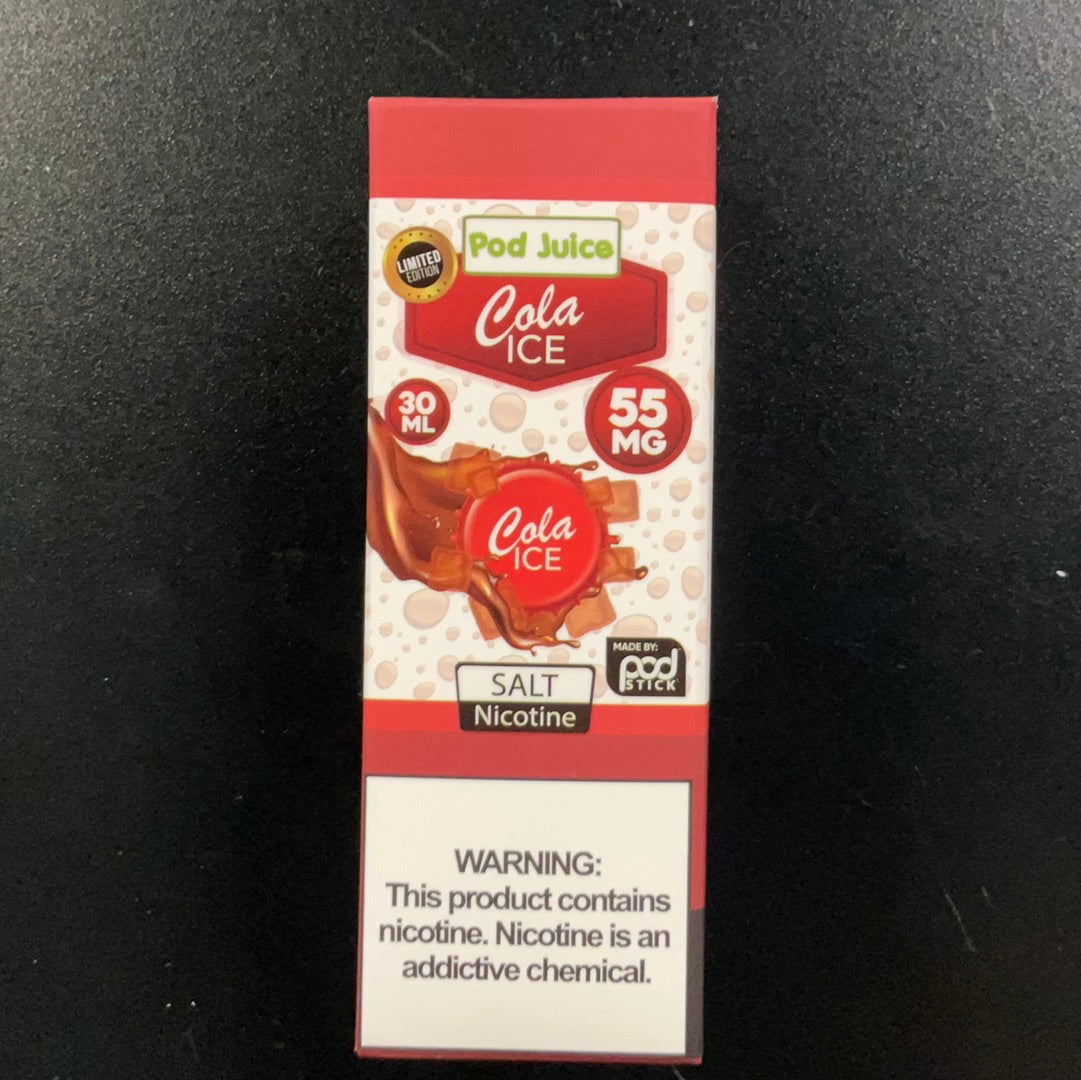 Pod Juice
LIMITED
EDITION
Cola
ICE
30
ML
55
MG
Cola
ICE
MADE BY:
pod
STICK
SALT
Nicotine
WARNING:
This product contains
nicotine. Nicotine is an
addictive chemical.